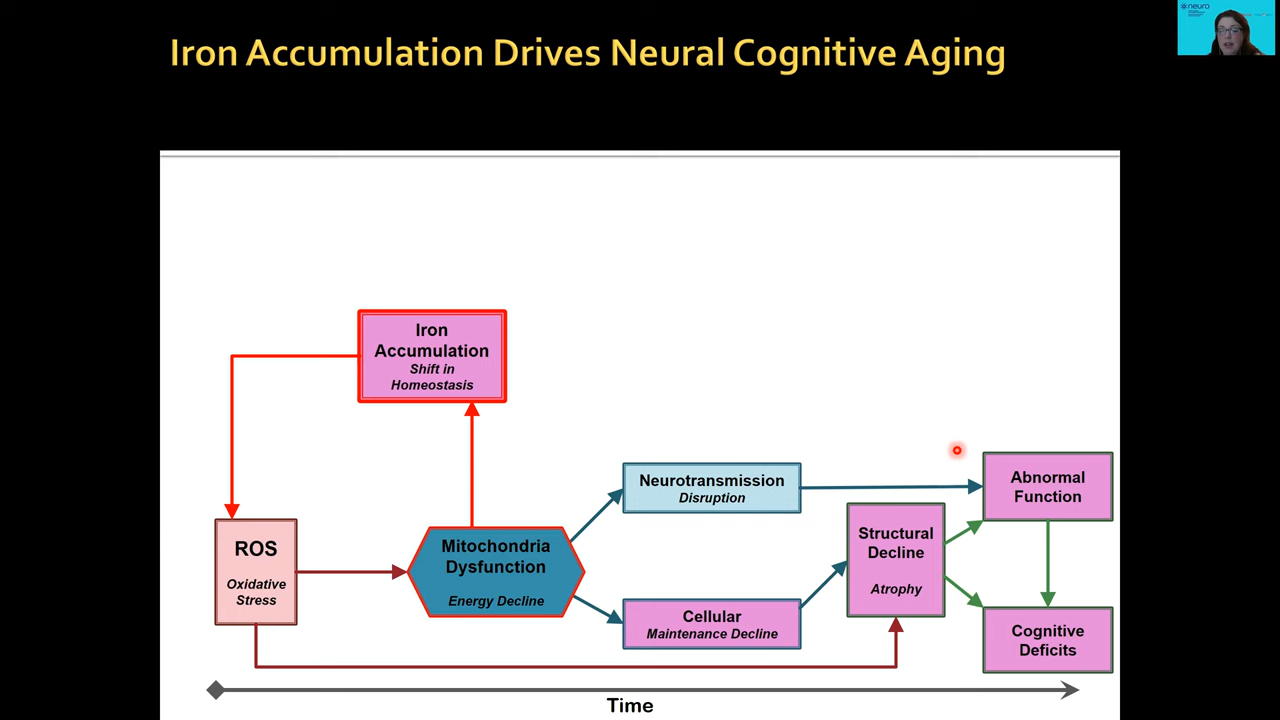 Iron Accumulation Drives Neural Cognitive Aging
neuro
Iron
Accumulation
Shift in
Homeostasis
ROS
Oxidative
Stress
Mitochondria
Dysfunction
Energy Decline
Neurotransmission
Disruption
Cellular
Maintenance Decline
Structural
Decline
Atrophy
Abnormal
Function
Cognitive
Deficits
Time